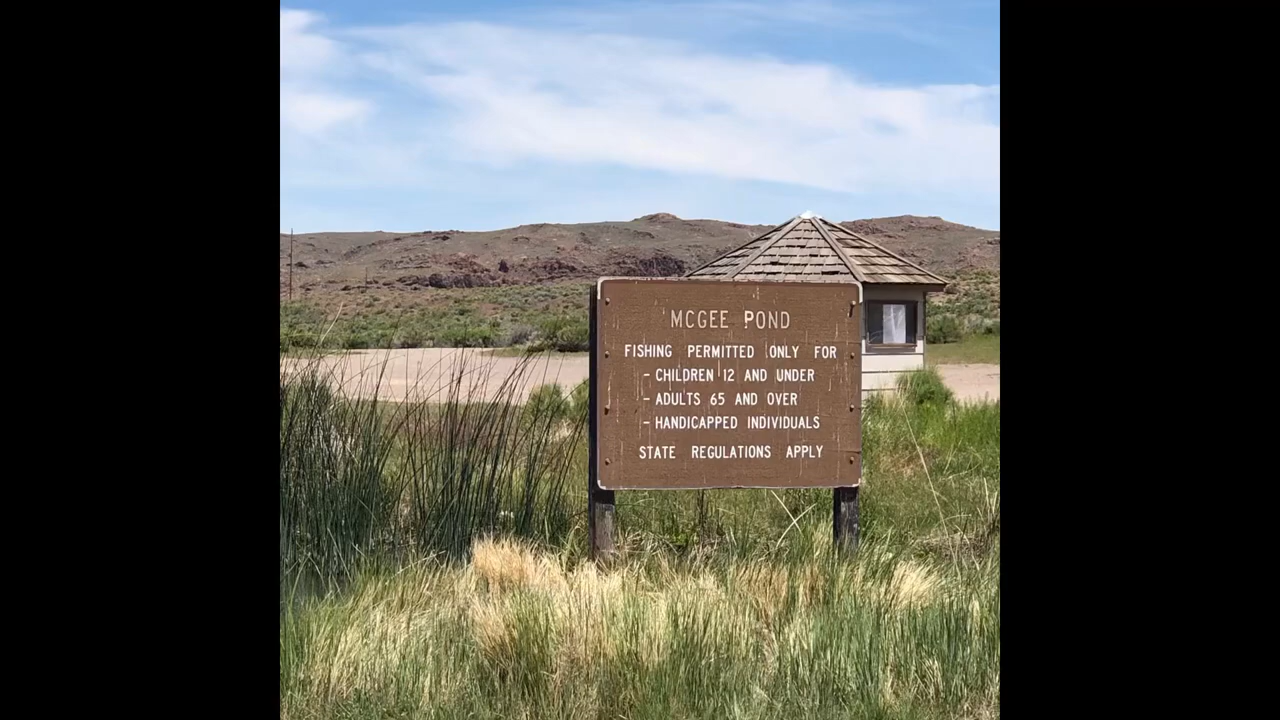 MCGEE POND
FISHING PERMITTED ONLY FOR
- CHILDREN 12 AND UNDER
- ADULTS 65 AND OVER
- HANDICAPPED INDIVIDUALS
STATE REGULATIONS APPLY